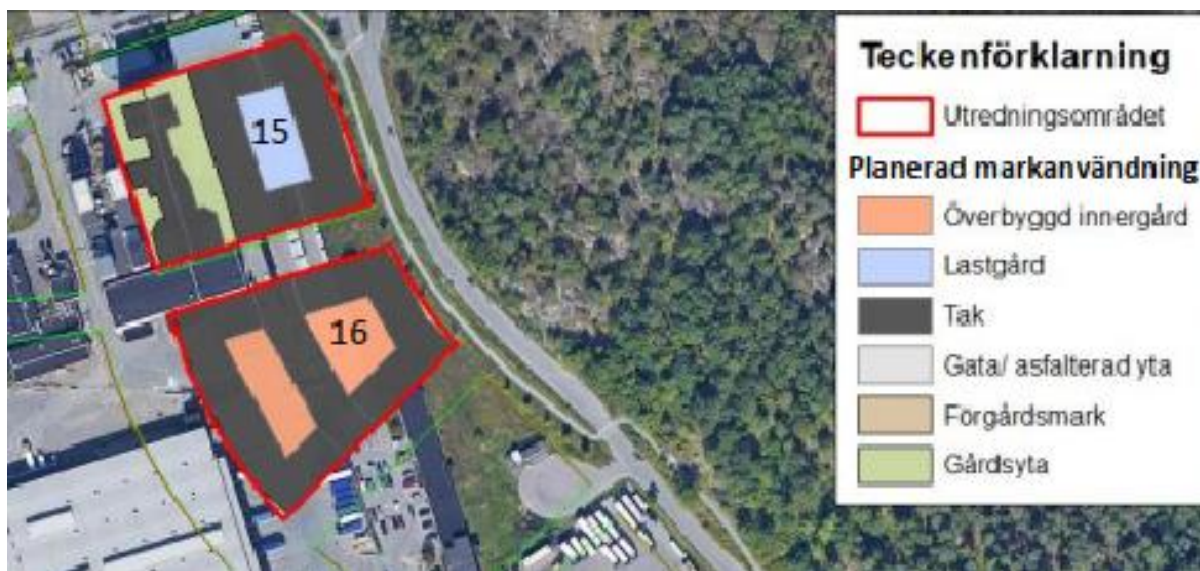 15
16
Teckenförklarning
Utredningsområdet
Planerad markanvändning
Överbyggd innergård
Lastgård
Tak
Gata/ asfalterad yta
Förgårdsmark
Gårdsyta